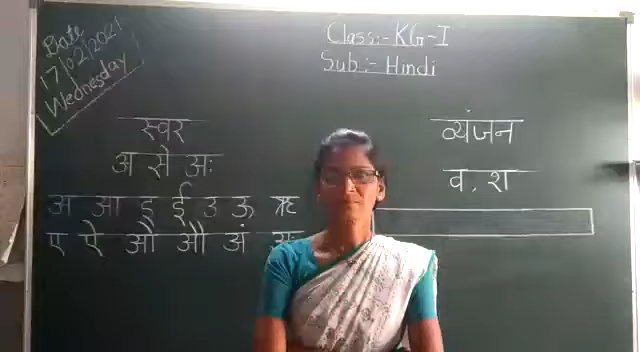 Date
17/02/2021
Wednesday
Class:- KG-I
Sub:- Hindi
स्वर
अ से अः
अ आ इ ई उ ऊ ऋ
ए ऐ ओ औ अं अः
व्यंजन
व, श